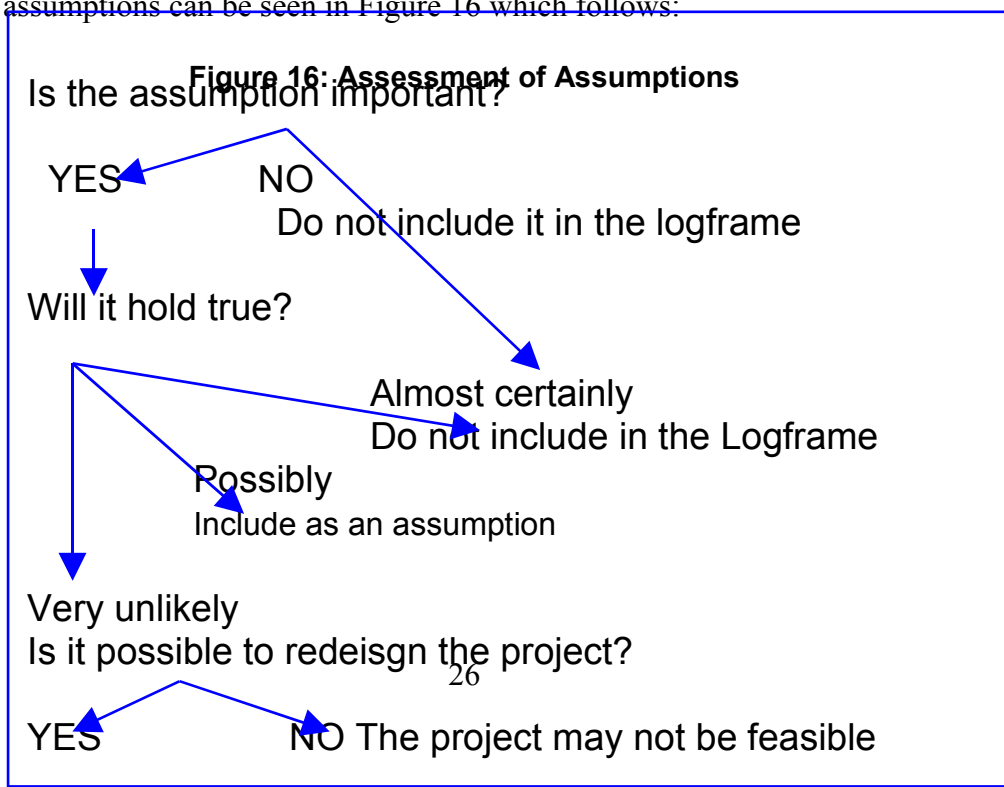 assumptions can be seen in Figure 16 which follows:
Figure 16: Assessment of Assumptions
Is the assumption important?
YES NO
Do not include it in the logframe
Will it hold true?
Almost certainly
Do not include in the Logframe
Possibly
Include as an assumption
Very unlikely
Is it possible to redeisgn the project?
26
YES NO The project may not be feasible